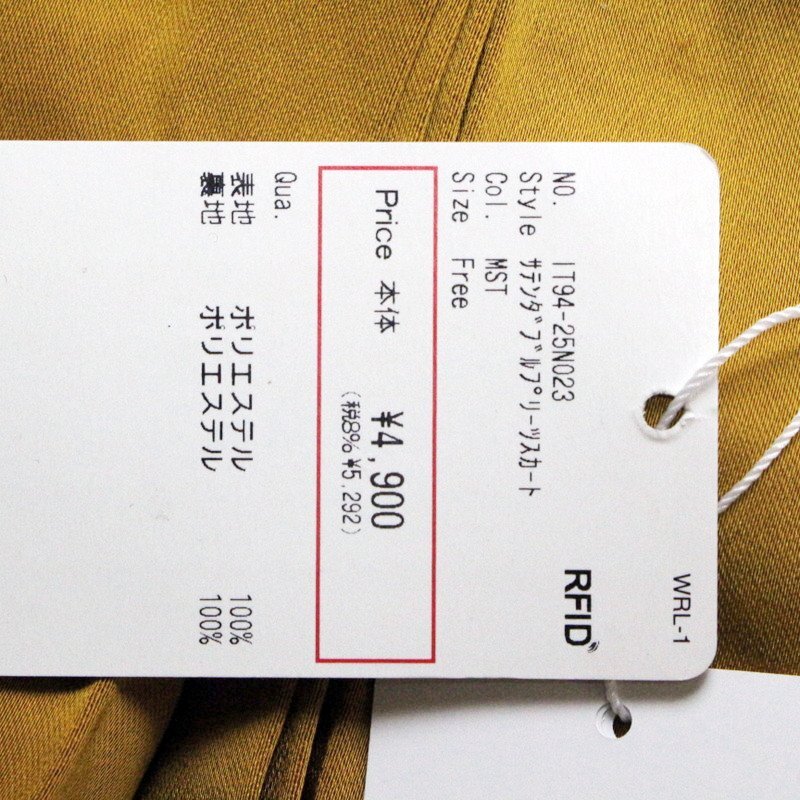 WRL-1
RFID
NO. IT94-25N023
Style ｻﾃﾝﾀﾞﾌﾞﾙﾌﾟﾘｰﾂｽｶｰﾄ
Col. MST
Size Free
Price 本体 ¥4,900
(税8% ¥5,292)
Qua.
表地 ポリエステル 100%
裏地 ポリエステル 100%